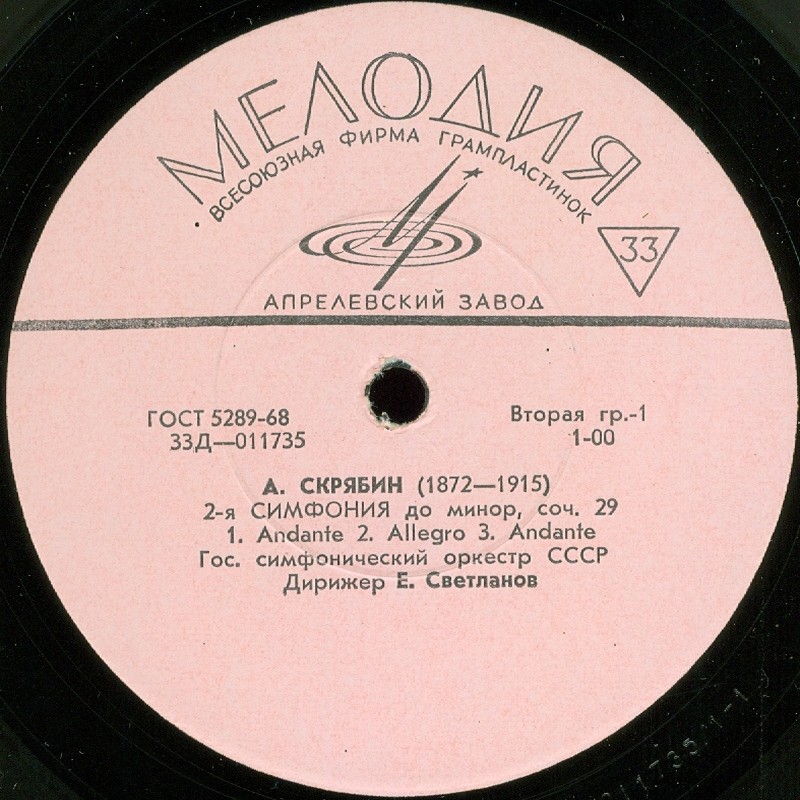 МЕЛОДИЯ
ВСЕСОЮЗНАЯ ФИРМА ГРАМПЛАСТИНОК
33
АПРЕЛЕВСКИЙ ЗАВОД
ГОСТ 5289-68
Вторая гр.-1
33Д—011735
1-00
А. СКРЯБИН (1872—1915)
2-я СИМФОНИЯ до минор, соч. 29
1. Andante 2. Allegro 3. Andante
Гос. симфонический оркестр СССР
Дирижер Е. Светланов